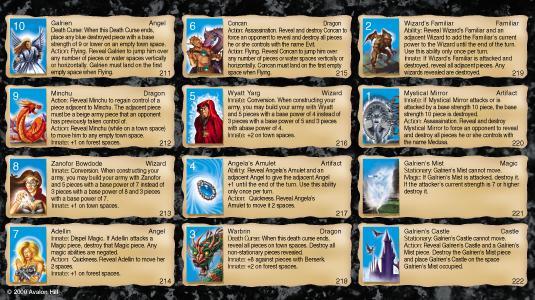 10 Galrien Angel
Death Curse: When this Death Curse ends,
place any blue destroyed piece with a base
strength of 9 or lower on an empty town space.
Action: Flying. Reveal Galrien to jump him over
any number of pieces or water spaces vertically
or horizontally. Galrien must land on the first
empty space when Flying.
211
9 Minchu Dragon
Action: Reveal Minchu to regain control of a
piece adjacent to Minchu. The adjacent piece
must be a large army piece that an opponent
has previously taken control of.
Action: Reveal Minchu (while on a town space)
to move him to any empty town space.
Innate: +1 on forest spaces.
212
8 Zanofor Bowdode Wizard
Innate: Conversion. When constructing your
army, you may build your army with Zanofor
and 5 pieces with a base power of 7 instead of
3 pieces with a base power of 8 and 3 pieces
with a base power of 7.
Innate: +1 on town spaces.
213
7 Adellin Angel
Innate: Dispel Magic. If Adellin attacks a
Magic piece, destroy that Magic piece. Any
magic abilities are negated.
Action: Quickness. Reveal Adellin to move her
2 spaces.
Innate: +1 on forest spaces.
214
6 Concan Dragon
Action: Assassination. Reveal and destroy Concan to
force an opponent to reveal and destroy all pieces
he or she controls with the name Evil.
Action: Flying. Reveal Concan to jump him over
any number of pieces or water spaces vertically or
horizontally. Concan must land on the first empty
space when Flying.
215
5 Wyatt Yarg Wizard
Innate: Conversion. When constructing your
army, you may build your army with Wyatt
and 5 pieces with a base power of 4 instead of
3 pieces with a base power of 5 and 3 pieces
with abase power of 4.
Innate: +2 on town spaces.
216
4 Angela's Amulet Artifact
Ability: Reveal Angela's Amulet and an
adjacent Angel to give the adjacent Angel
+1 until the end of the turn. Use this ability
only once per turn.
Action: Quickness. Reveal Angela's
Amulet to move it 2 spaces.
217
3 Warbrin Dragon
Death Curse: When this death curse ends,
reveal all pieces on town spaces. Destroy all
non-stationary pieces revealed.
Innate: +8 against pieces with Berserk.
Innate: +2 on forest spaces.
218
2 Wizard's Familiar Familiar
Ability: Reveal Wizard's Familiar and an
adjacent Wizard to add the Familiar's current
power to the Wizard until the end of the turn.
Use this ability only once per turn.
Innate: If Wizard's Familiar is attacked and
destroyed, reveal all adjacent pieces. Any
wizards revealed are destroyed.
219
1 Mystical Mirror Artifact
Innate: If Mystical Mirror attacks or is
attacked by a base strength 10 piece, the base
strength 10 piece is destroyed.
Action: Assassination. Reveal and destroy
Mystical Mirror to force an opponent to reveal
and destroy all pieces he or she controls with
the name Medusa.
220
Galrien's Mist Magic
Stationary: Galrien's Mist cannot move.
Magic: If Galrien's Mist is attacked, destroy it.
If the attacker's current strength is 7 or higher
destroy it.
221
Galrien's Castle Castle
Stationary: Galrien's Castle cannot move.
Action: Reveal Galrien's Castle and a Galrien's
Mist piece. Destroy the Galrien's Mist piece
and place Galrien's Castle on the space
Galrien's Mist occupied.
222
© 2009 Avalon Hill